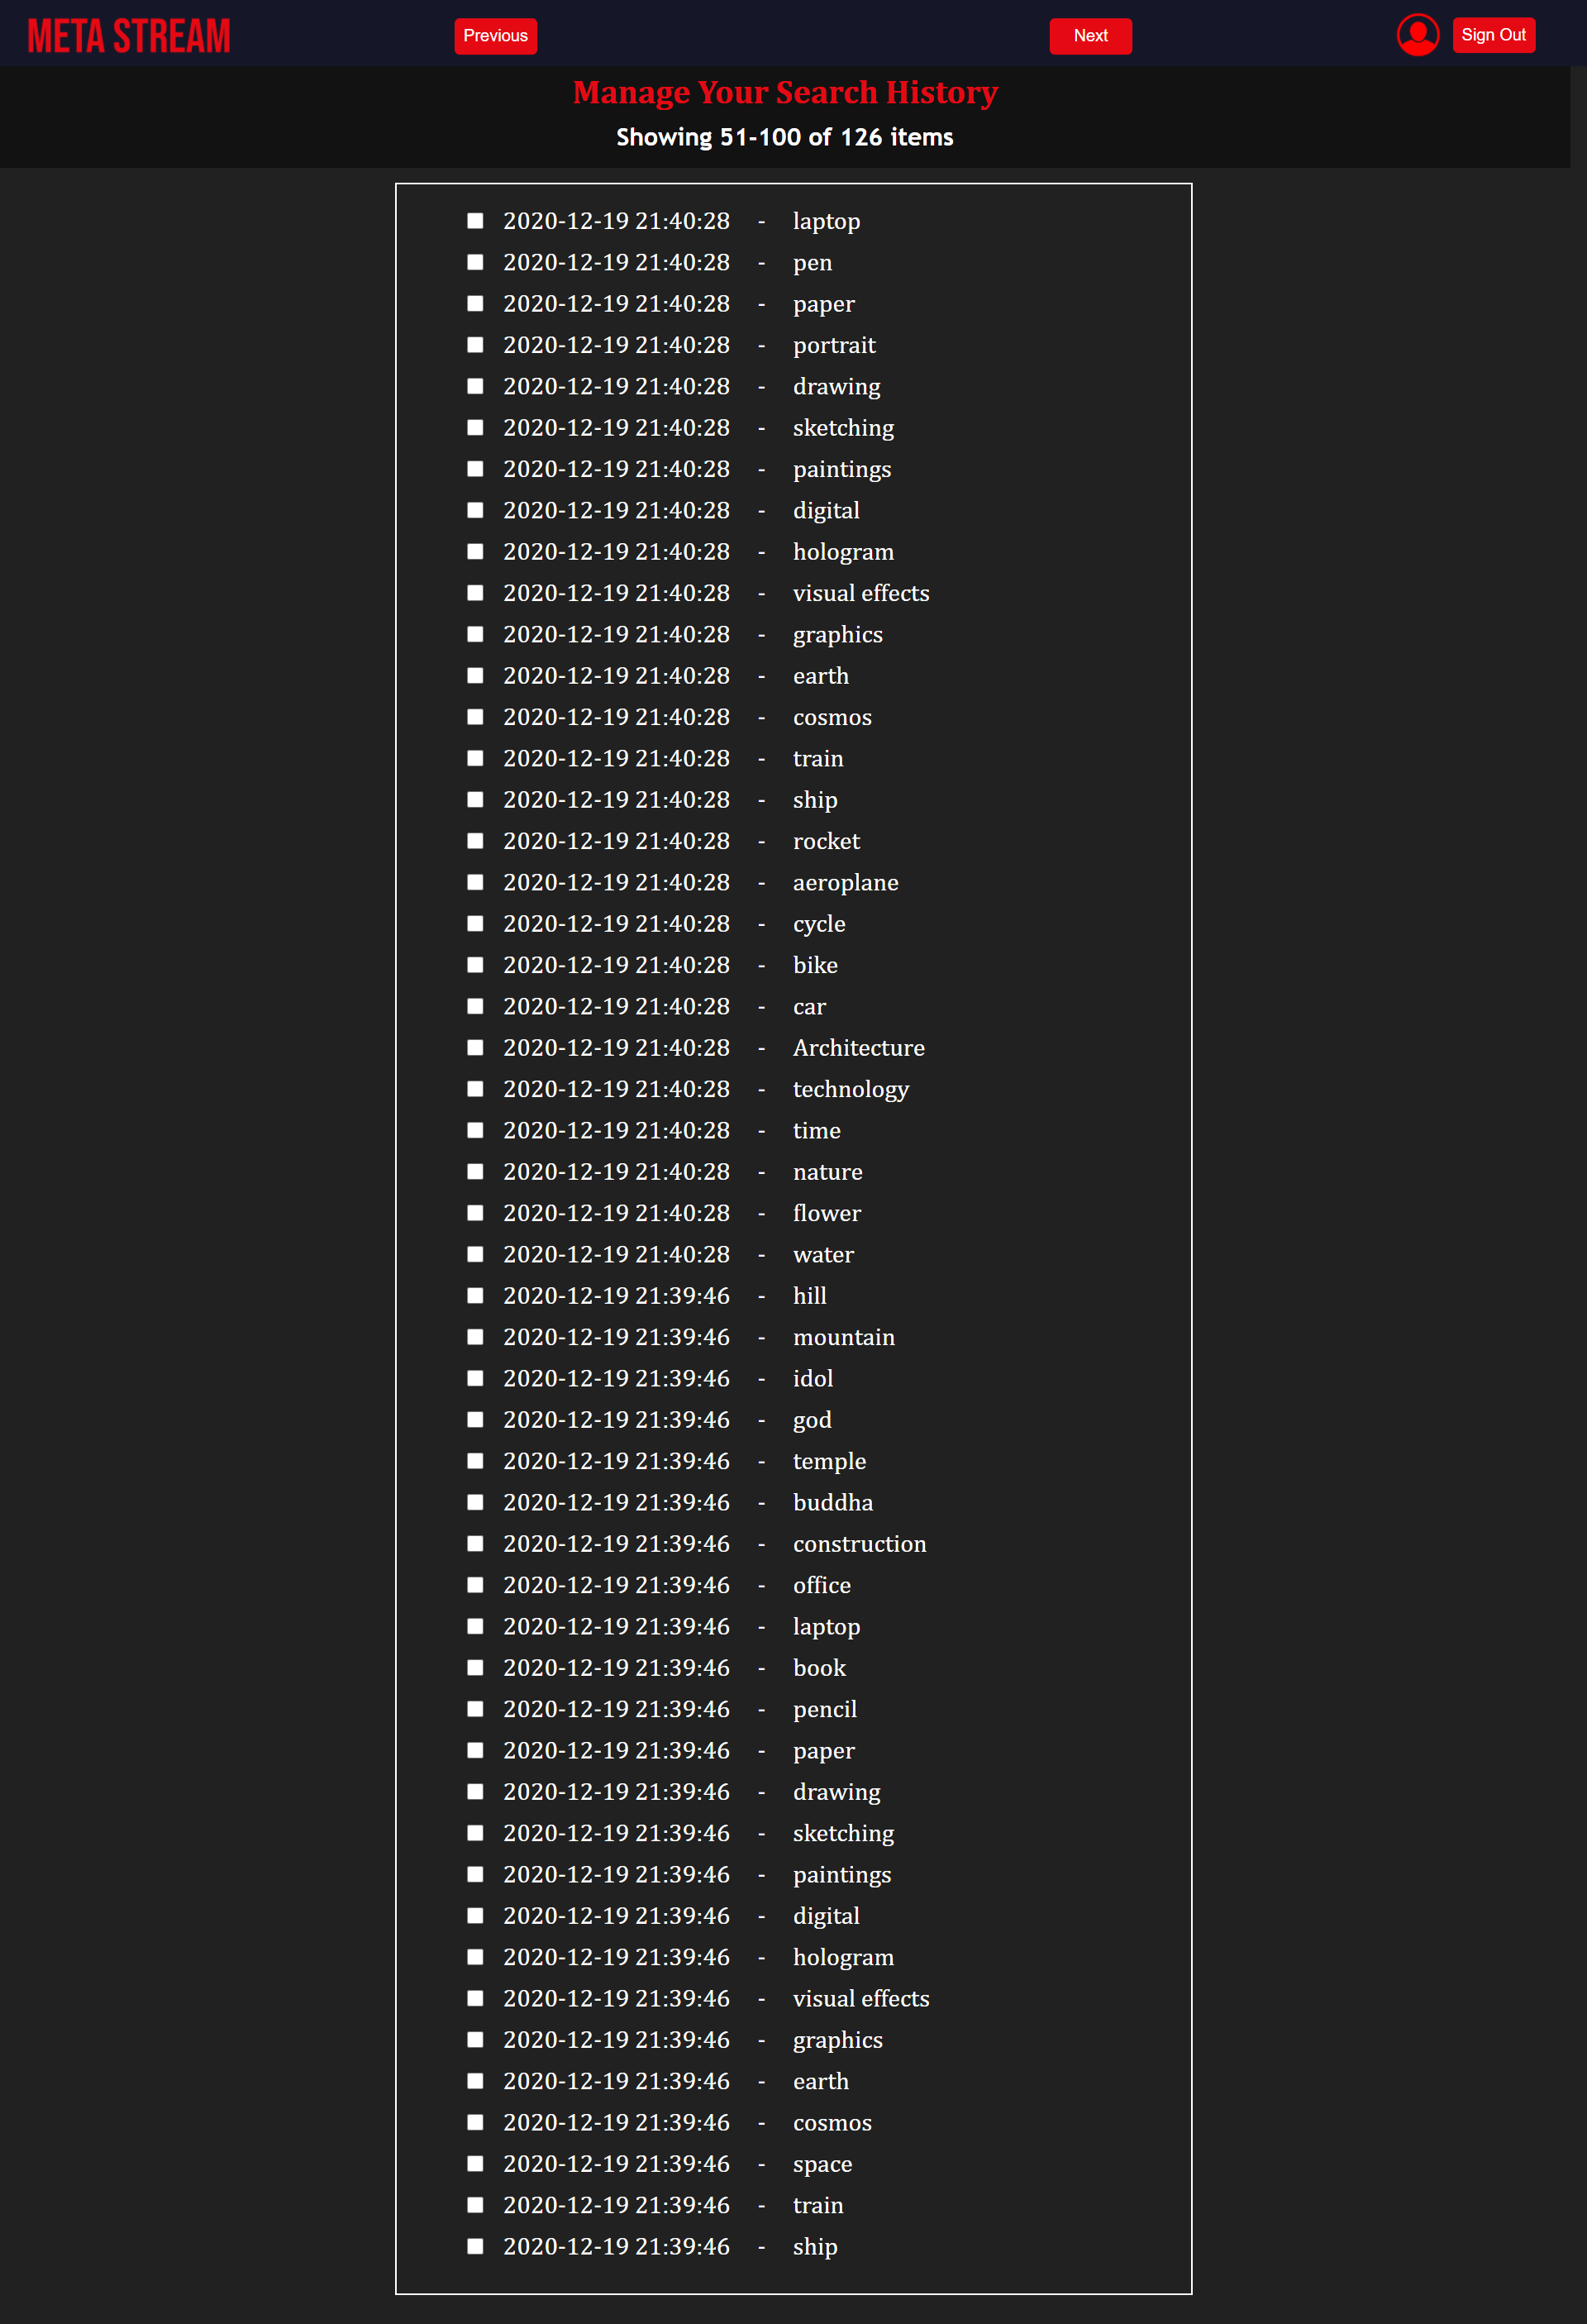 META STREAM Previous Next Sign Out
Manage Your Search History
Showing 51-100 of 126 items
2020-12-19 21:40:28 - laptop
2020-12-19 21:40:28 - pen
2020-12-19 21:40:28 - paper
2020-12-19 21:40:28 - portrait
2020-12-19 21:40:28 - drawing
2020-12-19 21:40:28 - sketching
2020-12-19 21:40:28 - paintings
2020-12-19 21:40:28 - digital
2020-12-19 21:40:28 - hologram
2020-12-19 21:40:28 - visual effects
2020-12-19 21:40:28 - graphics
2020-12-19 21:40:28 - earth
2020-12-19 21:40:28 - cosmos
2020-12-19 21:40:28 - train
2020-12-19 21:40:28 - ship
2020-12-19 21:40:28 - rocket
2020-12-19 21:40:28 - aeroplane
2020-12-19 21:40:28 - cycle
2020-12-19 21:40:28 - bike
2020-12-19 21:40:28 - car
2020-12-19 21:40:28 - Architecture
2020-12-19 21:40:28 - technology
2020-12-19 21:40:28 - time
2020-12-19 21:40:28 - nature
2020-12-19 21:40:28 - flower
2020-12-19 21:40:28 - water
2020-12-19 21:39:46 - hill
2020-12-19 21:39:46 - mountain
2020-12-19 21:39:46 - idol
2020-12-19 21:39:46 - god
2020-12-19 21:39:46 - temple
2020-12-19 21:39:46 - buddha
2020-12-19 21:39:46 - construction
2020-12-19 21:39:46 - office
2020-12-19 21:39:46 - laptop
2020-12-19 21:39:46 - book
2020-12-19 21:39:46 - pencil
2020-12-19 21:39:46 - paper
2020-12-19 21:39:46 - drawing
2020-12-19 21:39:46 - sketching
2020-12-19 21:39:46 - paintings
2020-12-19 21:39:46 - digital
2020-12-19 21:39:46 - hologram
2020-12-19 21:39:46 - visual effects
2020-12-19 21:39:46 - graphics
2020-12-19 21:39:46 - earth
2020-12-19 21:39:46 - cosmos
2020-12-19 21:39:46 - space
2020-12-19 21:39:46 - train
2020-12-19 21:39:46 - ship